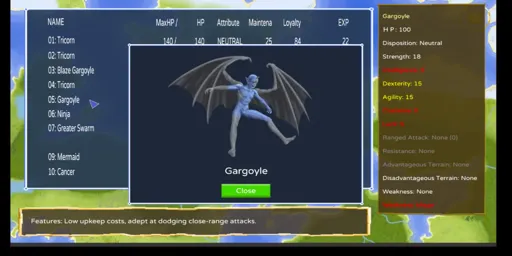 NAME MaxHP / HP Attribute Maintena Loyalty EXP
01: Tricorn 140 / 140 NEUTRAL 25 84 22
02: Tricorn
03: Blaze Gargoyle
04: Tricorn
05: Gargoyle
06: Ninja
07: Greater Swarm
09: Mermaid
10: Cancer
Gargoyle
Close
Gargoyle
HP: 100
Disposition: Neutral
Strength: 18
Dexterity: 15
Agility: 15
Ranged Attack: None (0)
Resistance: None
Advantageous Terrain: None
Disadvantageous Terrain: None
Weakness: None
Features: Low upkeep costs, adept at dodging close-range attacks.